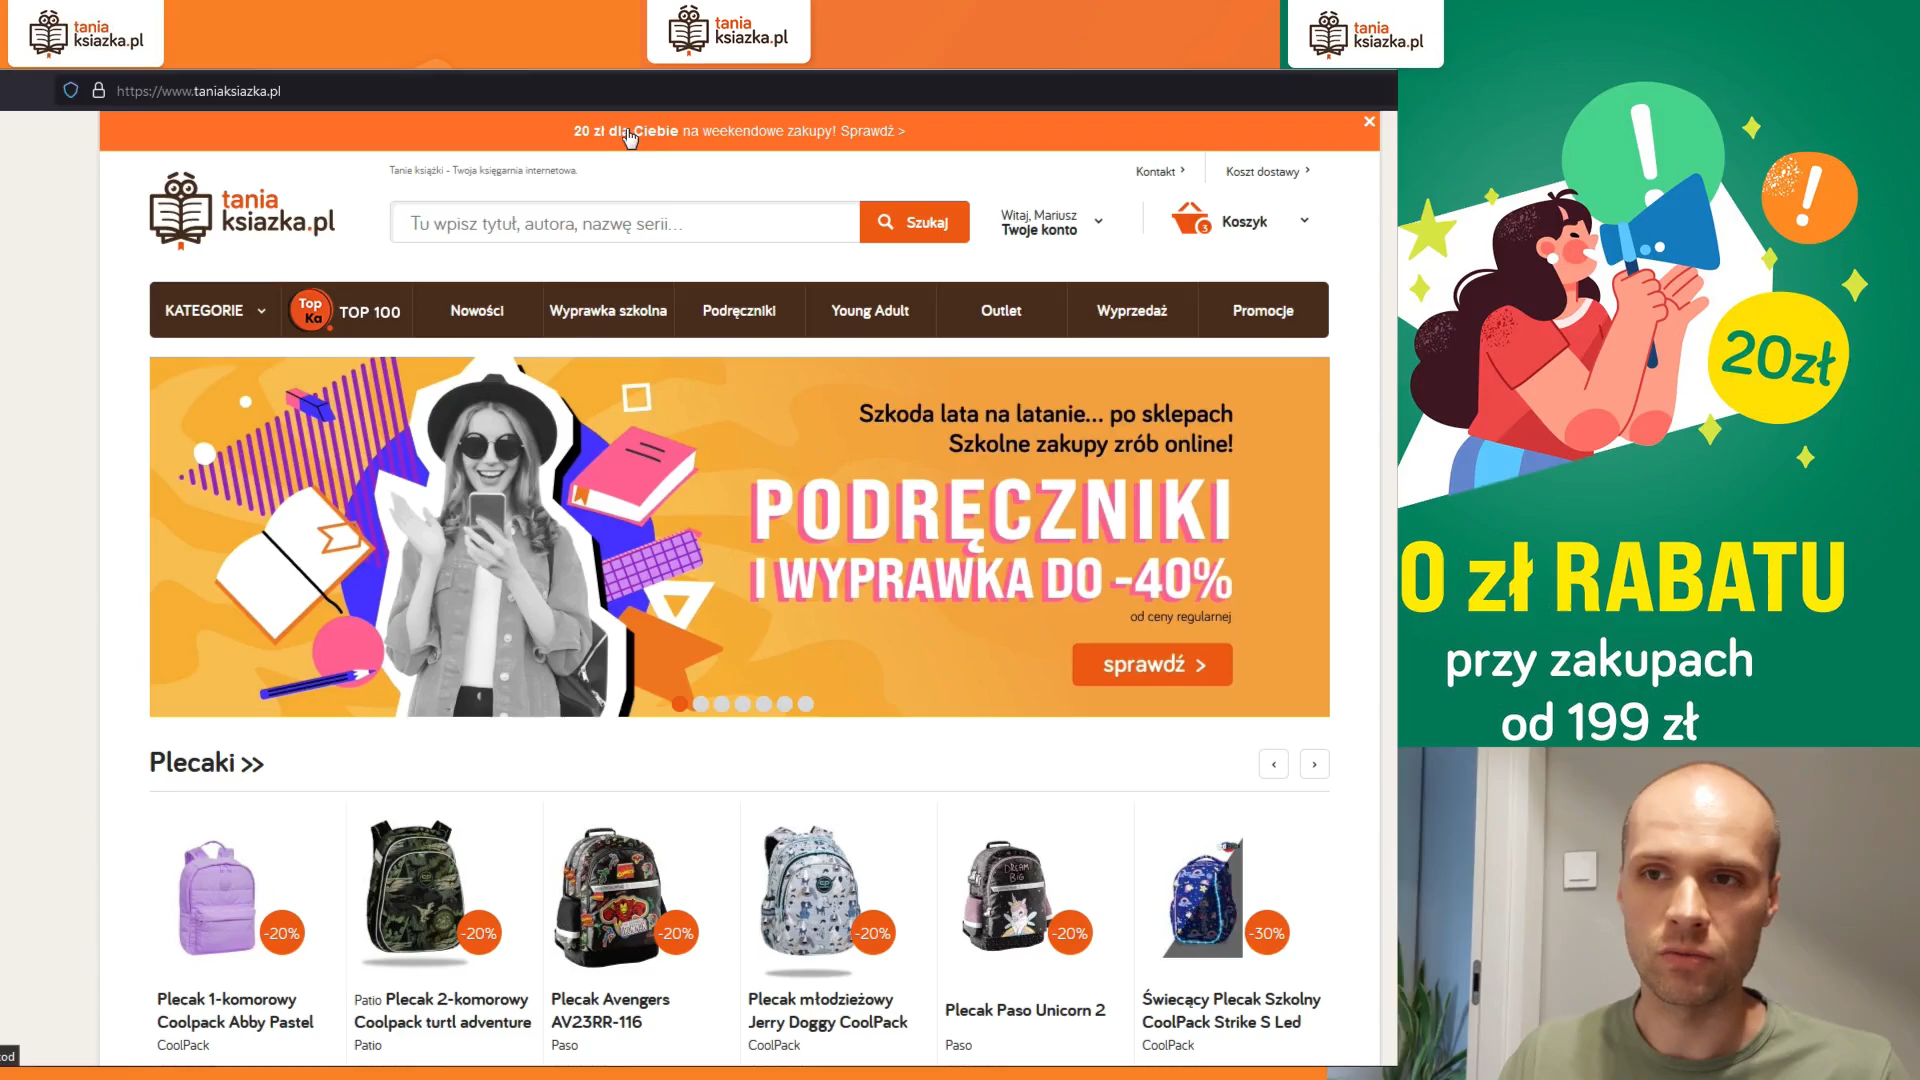 tania
ksiazka.pl
tania
ksiazka.pl
tania
ksiazka.pl
https://www.taniaksiazka.pl
20 zł dla Ciebie na weekendowe zakupy! Sprawdź >
Tanie książki - Twoja księgarnia internetowa.
Kontakt
Koszt dostawy
tania
ksiazka.pl
Tu wpisz tytuł, autora, nazwę serii...
Szukaj
Witaj, Mariusz
Twoje konto
3
Koszyk
KATEGORIE
Top
Ka
TOP 100
Nowości
Wyprawka szkolna
Podręczniki
Young Adult
Outlet
Wyprzedaż
Promocje
Szkoda lata na latanie... po sklepach
Szkolne zakupy zrób online!
PODRĘCZNIKI
I WYPRAWKA DO -40%
od ceny regularnej
sprawdź >
20zł
0 zł RABATU
przy zakupach
od 199 zł
Plecaki >>
DREAM
BIG
-20%
-20%
-20%
-20%
-20%
-30%
Plecak 1-komorowy
Coolpack Abby Pastel
CoolPack
Patio Plecak 2-komorowy
Coolpack turtl adventure
Patio
Plecak Avengers
AV23RR-116
Paso
Plecak młodzieżowy
Jerry Doggy CoolPack
CoolPack
Plecak Paso Unicorn 2
Paso
Świecący Plecak Szkolny
CoolPack Strike S Led
CoolPack
od